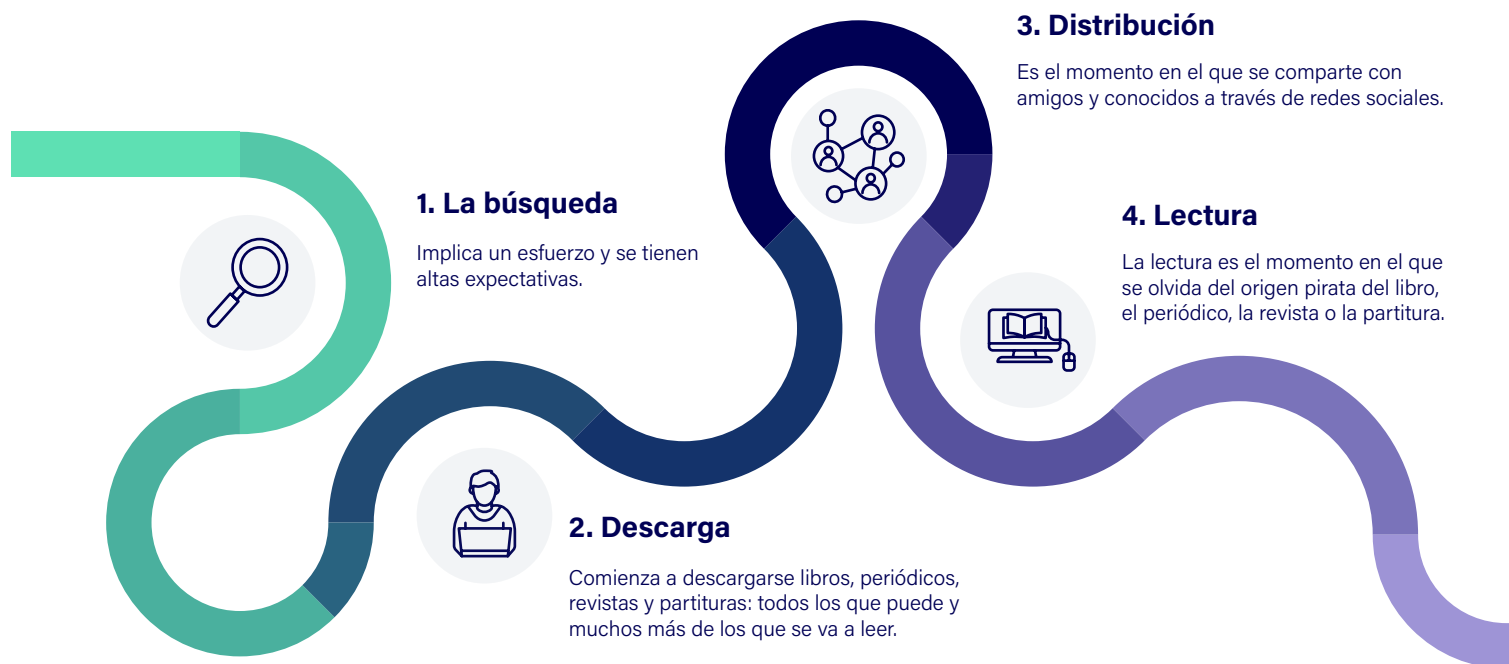 1. La búsqueda
Implica un esfuerzo y se tienen
altas expectativas.
2. Descarga
Comienza a descargarse libros, periódicos,
revistas y partituras: todos los que puede y
muchos más de los que se va a leer.
3. Distribución
Es el momento en el que se comparte con
amigos y conocidos a través de redes sociales.
4. Lectura
La lectura es el momento en el que
se olvida del origen pirata del libro,
el periódico, la revista o la partitura.